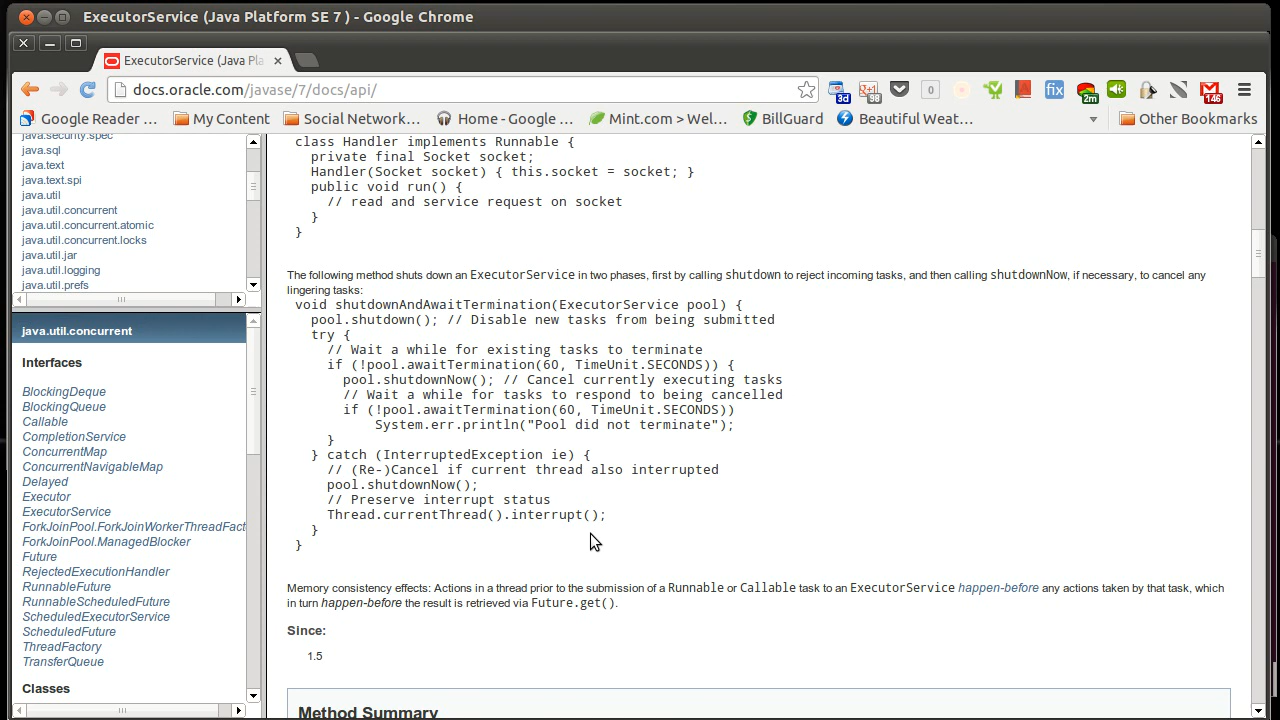 ExecutorService (Java Platform SE 7 ) - Google Chrome
ExecutorService (Java Pla
docs.oracle.com/javase/7/docs/api/
3d
98
0
fix
2m
146
Google Reader ...
My Content
Social Network...
Home - Google ...
Mint.com > Wel...
BillGuard
Beautiful Weat...
Other Bookmarks
java.security.spec
java.sql
java.text
java.text.spi
java.util
java.util.concurrent
java.util.concurrent.atomic
java.util.concurrent.locks
java.util.jar
java.util.logging
java.util.prefs
java.util.concurrent
Interfaces
BlockingDeque
BlockingQueue
Callable
CompletionService
ConcurrentMap
ConcurrentNavigableMap
Delayed
Executor
ExecutorService
ForkJoinPool.ForkJoinWorkerThreadFact
ForkJoinPool.ManagedBlocker
Future
RejectedExecutionHandler
RunnableFuture
RunnableScheduledFuture
ScheduledExecutorService
ScheduledFuture
ThreadFactory
TransferQueue
Classes
class Handler implements Runnable {
private final Socket socket;
Handler(Socket socket) { this.socket = socket; }
public void run() {
// read and service request on socket
}
}
The following method shuts down an ExecutorService in two phases, first by calling shutdown to reject incoming tasks, and then calling shutdownNow, if necessary, to cancel any
lingering tasks:
void shutdownAndAwaitTermination(ExecutorService pool) {
pool.shutdown(); // Disable new tasks from being submitted
try {
// Wait a while for existing tasks to terminate
if (!pool.awaitTermination(60, TimeUnit.SECONDS)) {
pool.shutdownNow(); // Cancel currently executing tasks
// Wait a while for tasks to respond to being cancelled
if (!pool.awaitTermination(60, TimeUnit.SECONDS))
System.err.println("Pool did not terminate");
}
} catch (InterruptedException ie) {
// (Re-)Cancel if current thread also interrupted
pool.shutdownNow();
// Preserve interrupt status
Thread.currentThread().interrupt();
}
}
Memory consistency effects: Actions in a thread prior to the submission of a Runnable or Callable task to an ExecutorService happen-before any actions taken by that task, which
in turn happen-before the result is retrieved via Future.get().
Since:
1.5
Method Summary